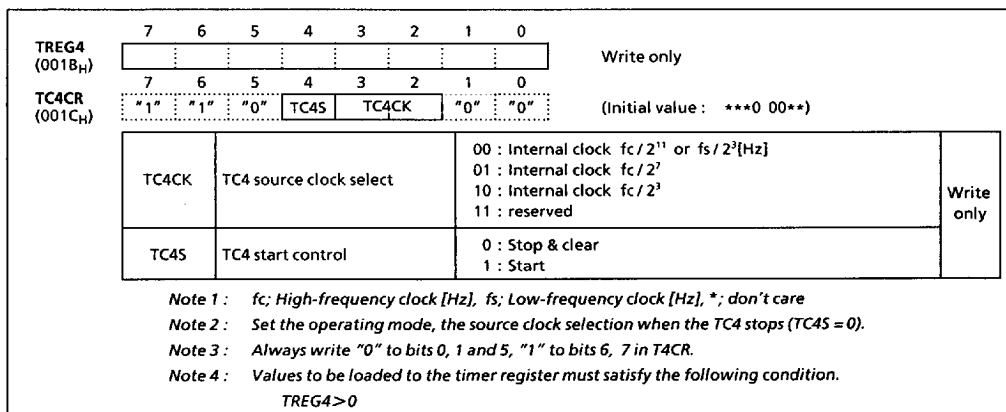 7 6 5 4 3 2 1 0
TREG4
(001BH) Write only
7 6 5 4 3 2 1 0
TC4CR
(001CH) "1" "1" "0" TC4S TC4CK "0" "0" (Initial value : ***0 00**)
TC4CK TC4 source clock select
00 : Internal clock fc / 2¹¹ or fs / 2³[Hz]
01 : Internal clock fc / 2⁷
10 : Internal clock fc / 2³
11 : reserved
Write only
TC4S TC4 start control
0 : Stop & clear
1 : Start
Note 1 : fc; High-frequency clock [Hz], fs; Low-frequency clock [Hz], *; don't care
Note 2 : Set the operating mode, the source clock selection when the TC4 stops (TC4S = 0).
Note 3 : Always write "0" to bits 0, 1 and 5, "1" to bits 6, 7 in T4CR.
Note 4 : Values to be loaded to the timer register must satisfy the following condition.
TREG4>0